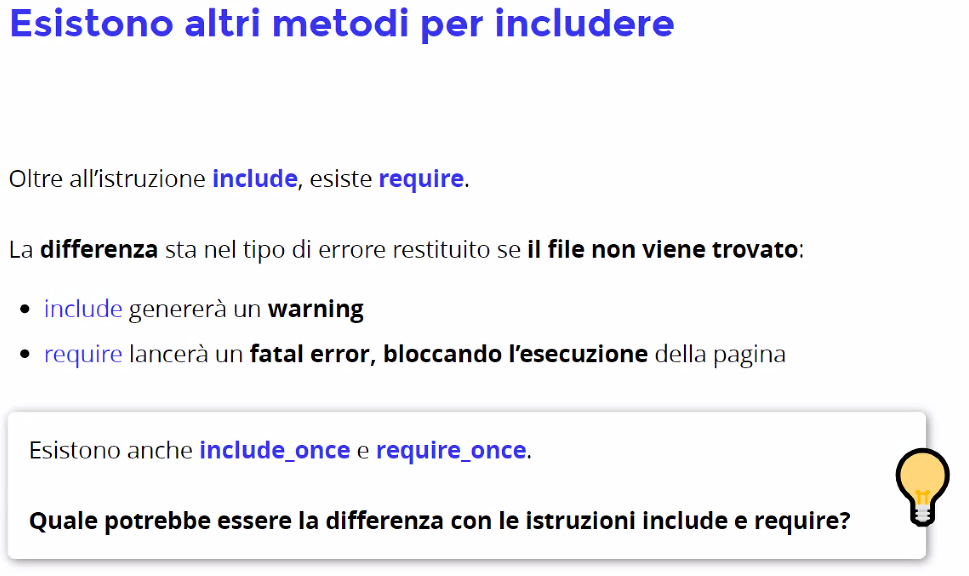 Esistono altri metodi per includere
Oltre all'istruzione include, esiste require.
La differenza sta nel tipo di errore restituito se il file non viene trovato:
• include genererà un warning
• require lancerà un fatal error, bloccando l'esecuzione della pagina
Esistono anche include_once e require_once.
Quale potrebbe essere la differenza con le istruzioni include e require?